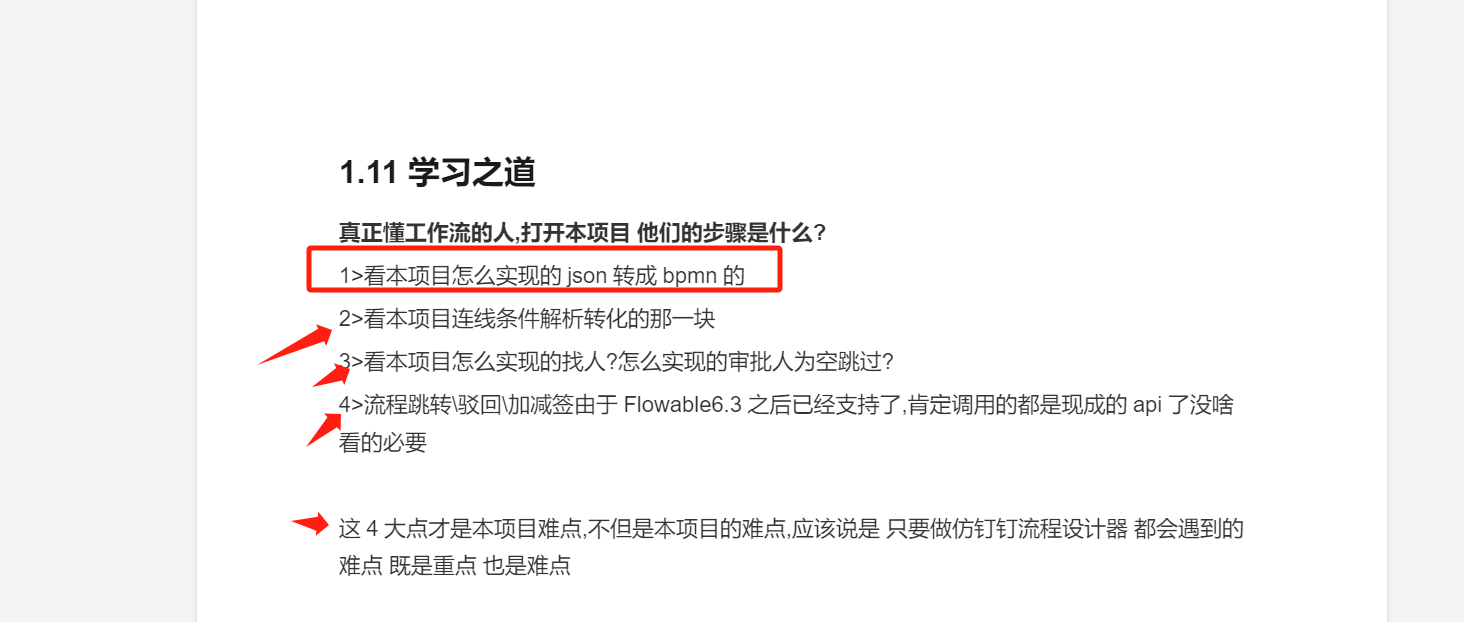 1.11 学习之道
真正懂工作流的人,打开本项目 他们的步骤是什么?
1>看本项目怎么实现的 json 转成 bpmn 的
2>看本项目连线条件解析转化的那一块
3>看本项目怎么实现的找人?怎么实现的审批人为空跳过?
4>流程跳转\驳回\加减签由于 Flowable6.3 之后已经支持了,肯定调用的都是现成的 api 了没啥
看的必要
这 4 大点才是本项目难点,不但是本项目的难点,应该说是 只要做仿钉钉流程设计器 都会遇到的
难点 既是重点 也是难点